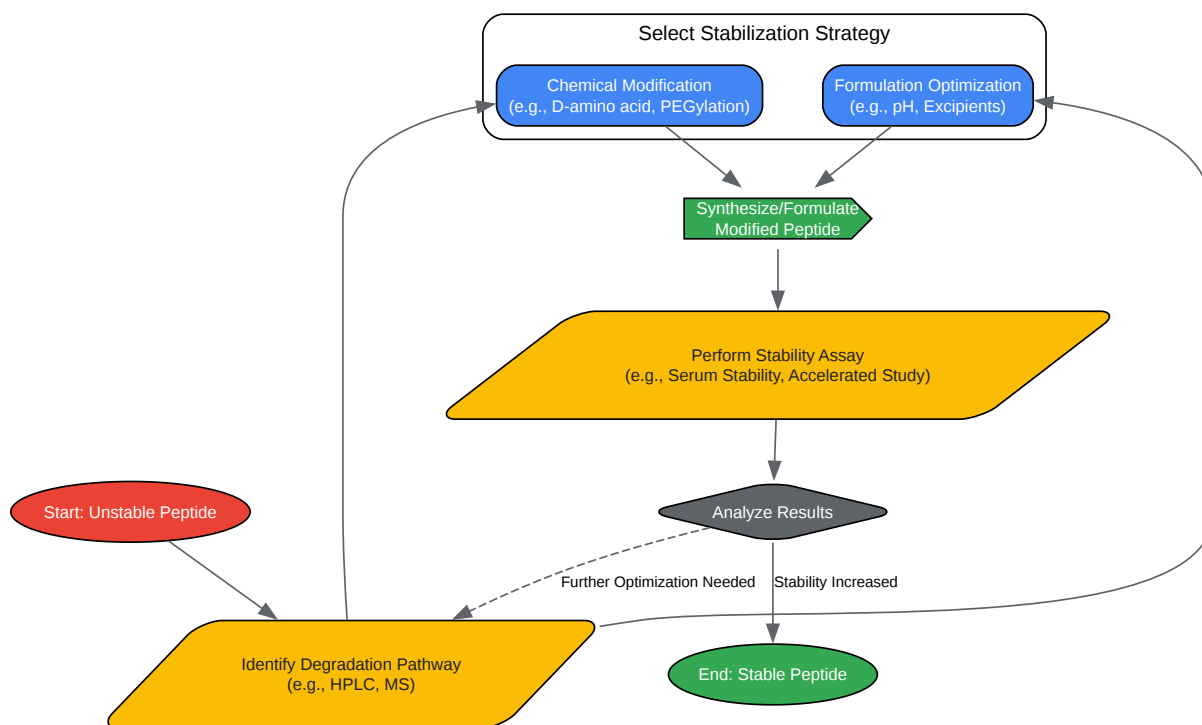 Select Stabilization Strategy
Chemical Modification
(e.g., D-amino acid, PEGylation)
Formulation Optimization
(e.g., pH, Excipients)
Synthesize/Formulate
Modified Peptide
Perform Stability Assay
(e.g., Serum Stability, Accelerated Study)
Start: Unstable Peptide
Analyze Results
Further Optimization Needed
Stability Increased
Identify Degradation Pathway
(e.g., HPLC, MS)
End: Stable Peptide